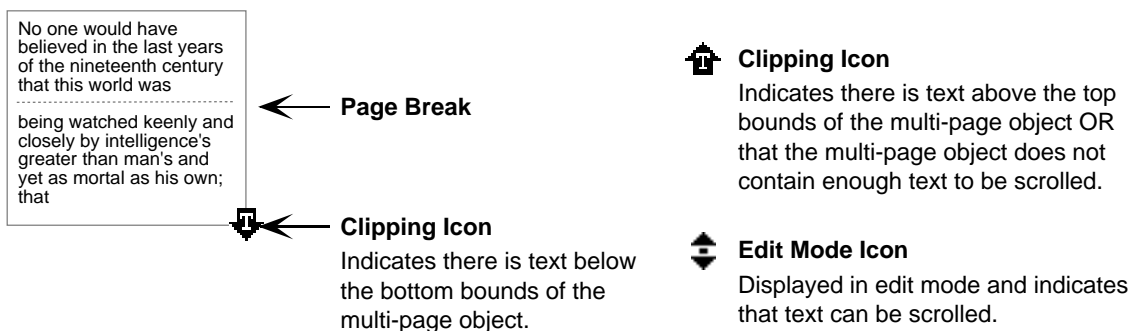 No one would have
believed in the last years
of the nineteenth century
that this world was
being watched keenly and
closely by intelligence's
greater than man's and
yet as mortal as his own;
that
Page Break
Clipping Icon
Indicates there is text below
the bottom bounds of the
multi-page object.
Clipping Icon
Indicates there is text above the top
bounds of the multi-page object OR
that the multi-page object does not
contain enough text to be scrolled.
Edit Mode Icon
Displayed in edit mode and indicates
that text can be scrolled.